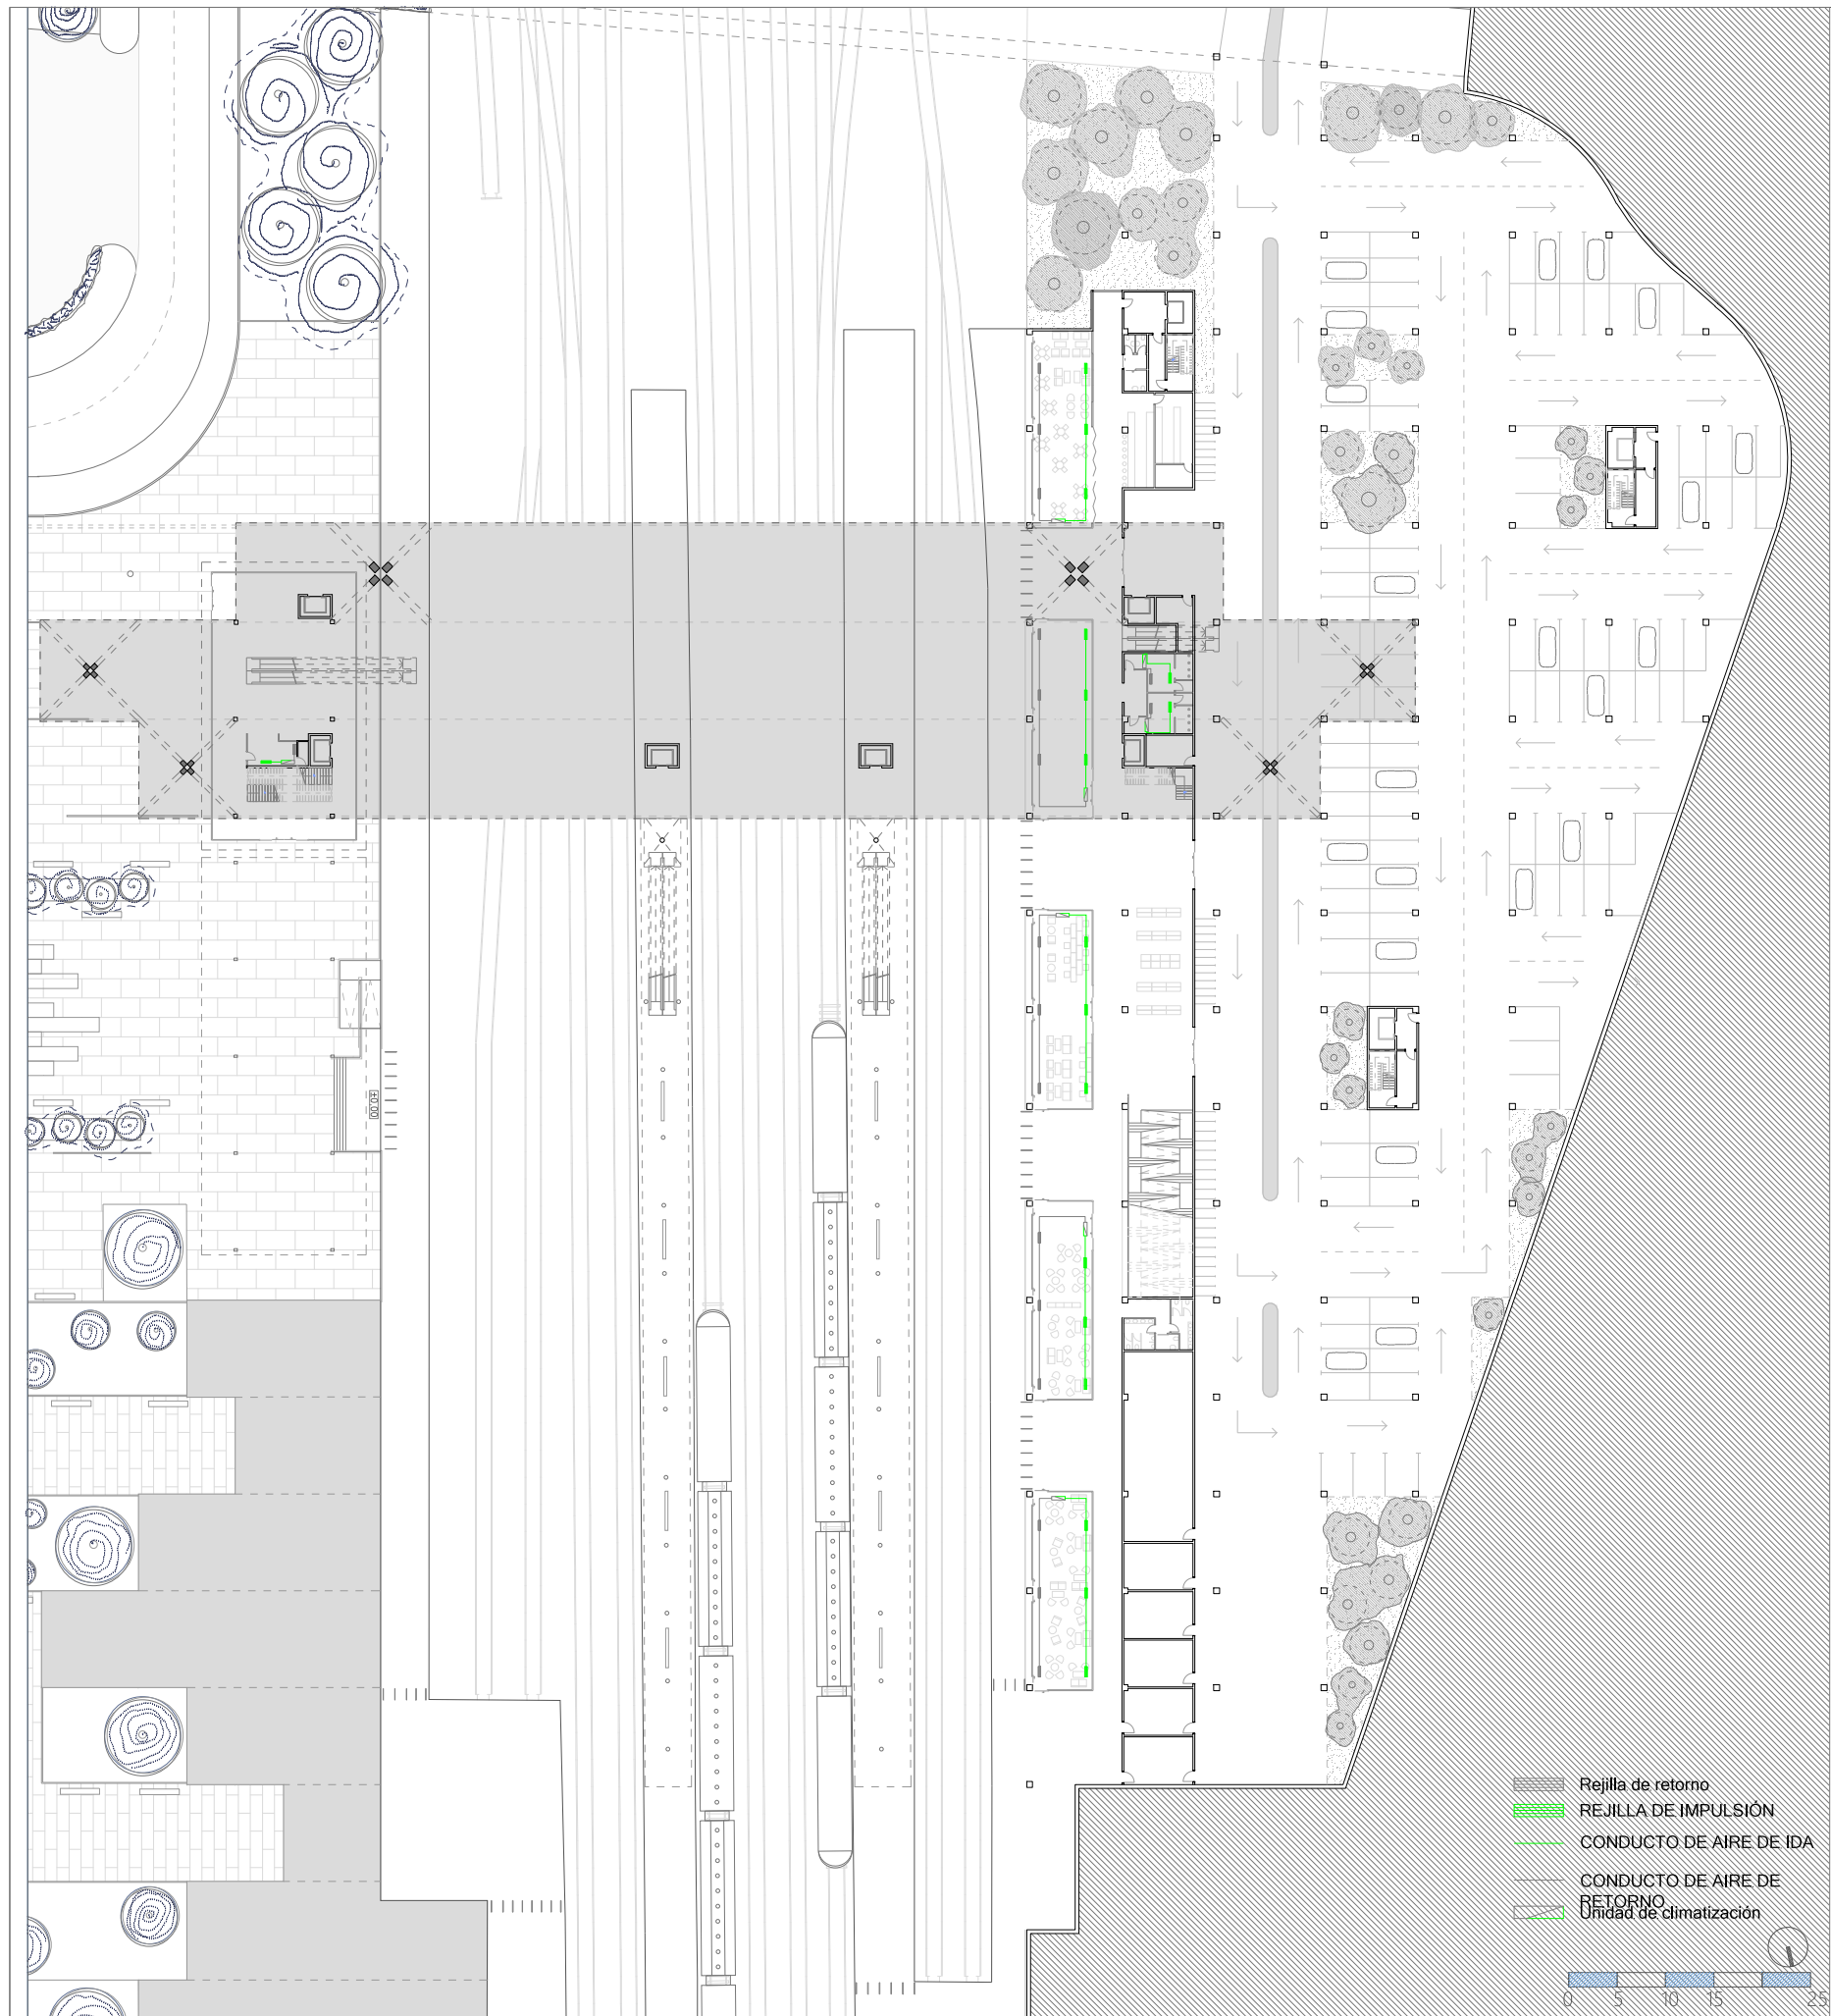 +0.00
Rejilla de retorno
REJILLA DE IMPULSIÓN
CONDUCTO DE AIRE DE IDA
CONDUCTO DE AIRE DE
RETORNO
Unidad de climatización
0 5 10 15 25